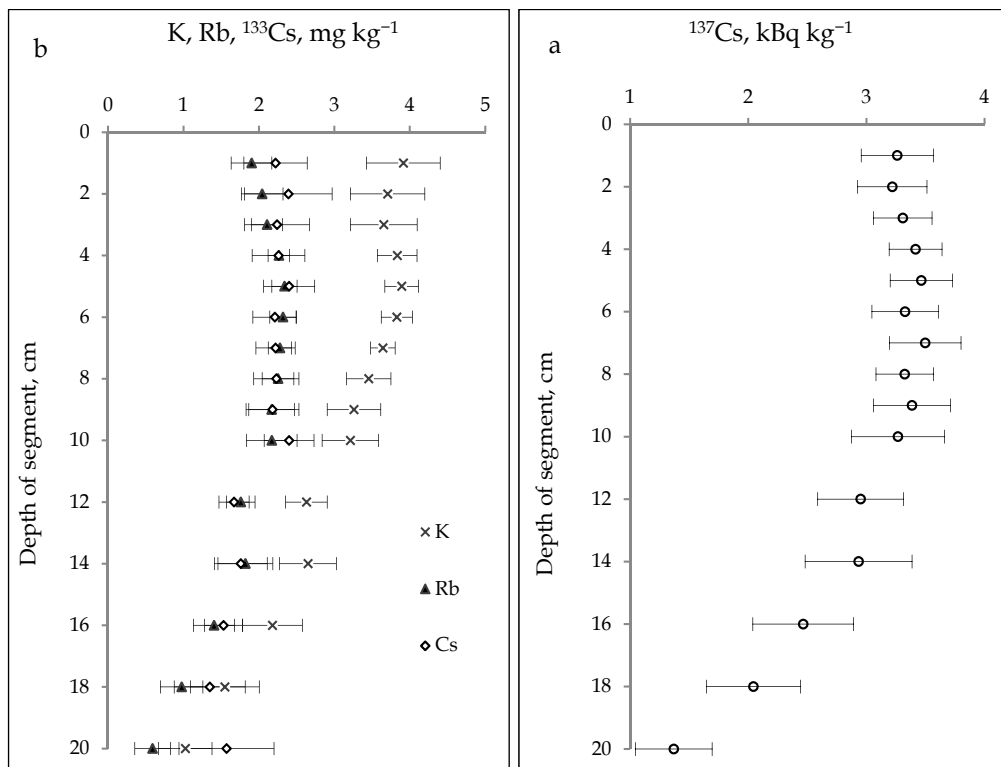 b
K, Rb, ¹³³Cs, mg kg⁻¹
0 1 2 3 4 5
0
2
4
6
8
10
12
14
16
18
20
Depth of segment, cm
K
Rb
Cs
a
¹³⁷Cs, kBq kg⁻¹
1 2 3 4
0
2
4
6
8
10
12
14
16
18
20
Depth of segment, cm